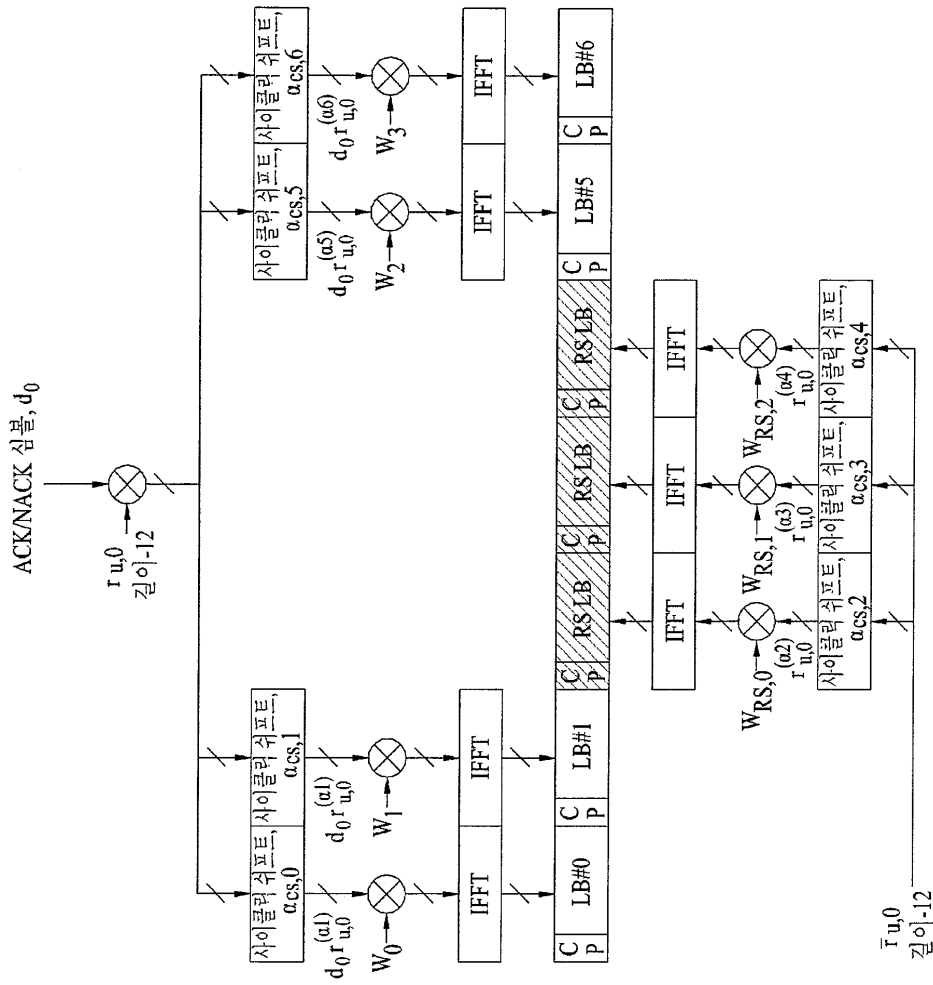 ACK/NACK 심볼, d0
r u,0
길이-12
사이클릭 쉬프트, αcs,0
사이클릭 쉬프트, αcs,1
사이클릭 쉬프트, αcs,5
사이클릭 쉬프트, αcs,6
d0 r u,0 (α1)
d0 r u,0 (α1)
d0 r u,0 (α5)
d0 r u,0 (α6)
W0
W1
W2
W3
IFFT
IFFT
IFFT
IFFT
CP
LB#0
CP
LB#1
CP
RS LB
CP
RS LB
CP
RS LB
CP
LB#5
CP
LB#6
IFFT
IFFT
IFFT
WRS,0
WRS,1
WRS,2
r u,0 (α2)
r u,0 (α3)
r u,0 (α4)
사이클릭 쉬프트, αcs,2
사이클릭 쉬프트, αcs,3
사이클릭 쉬프트, αcs,4
r̄ u,0
길이-12